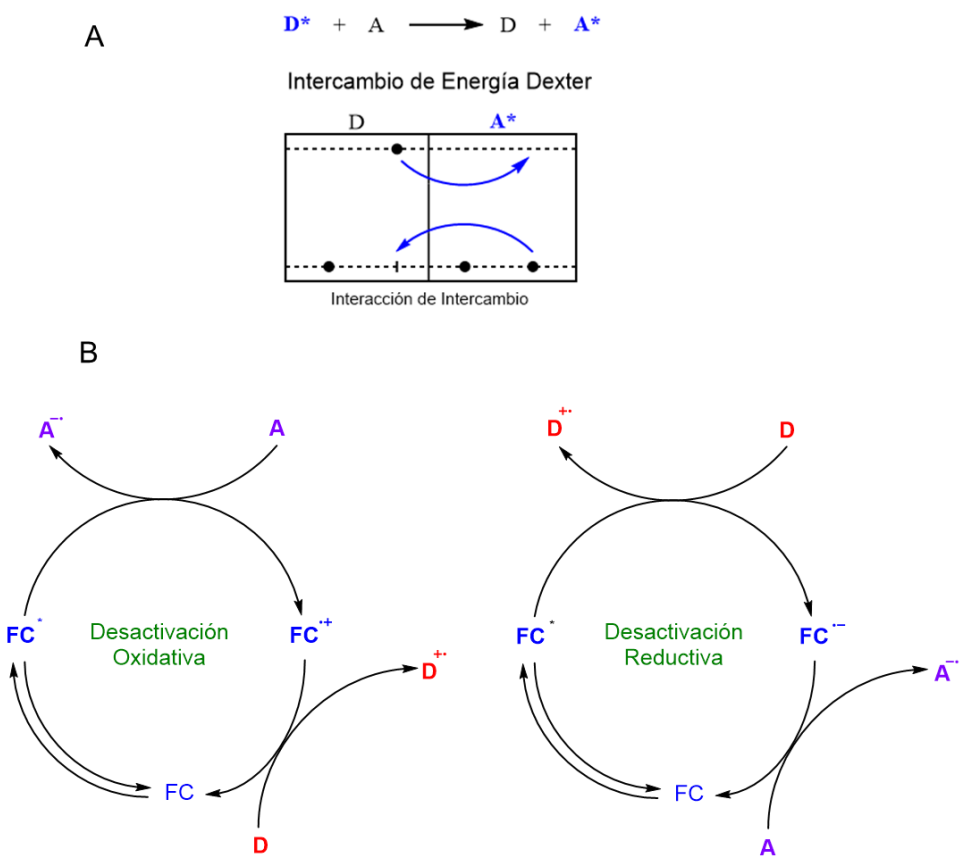 A
D* + A → D + A*
Intercambio de Energía Dexter
D A*
Interacción de Intercambio
B
A−· A
FC* FC·+
Desactivación
Oxidativa
D+·
FC
D
D+· D
FC* FC·−
Desactivación
Reductiva
A−·
FC
A